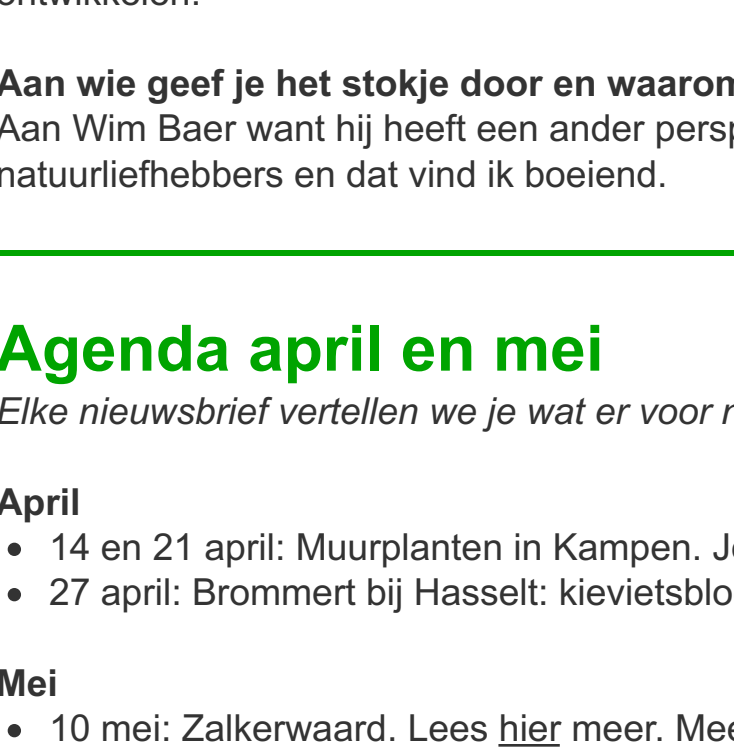 ontwikkelen.
Aan wie geef je het stokje door en waarom
Aan Wim Baer want hij heeft een ander
natuurliefhebbers en dat vind ik boeiend.
Agenda april en mei
Elke nieuwsbrief vertellen we je wat er voor
April
14 en 21 april: Muurplanten in Kampen.
27 april: Brommert bij Hasselt:
Mei
10 mei: Zalkerwaard. Lees hier meer.